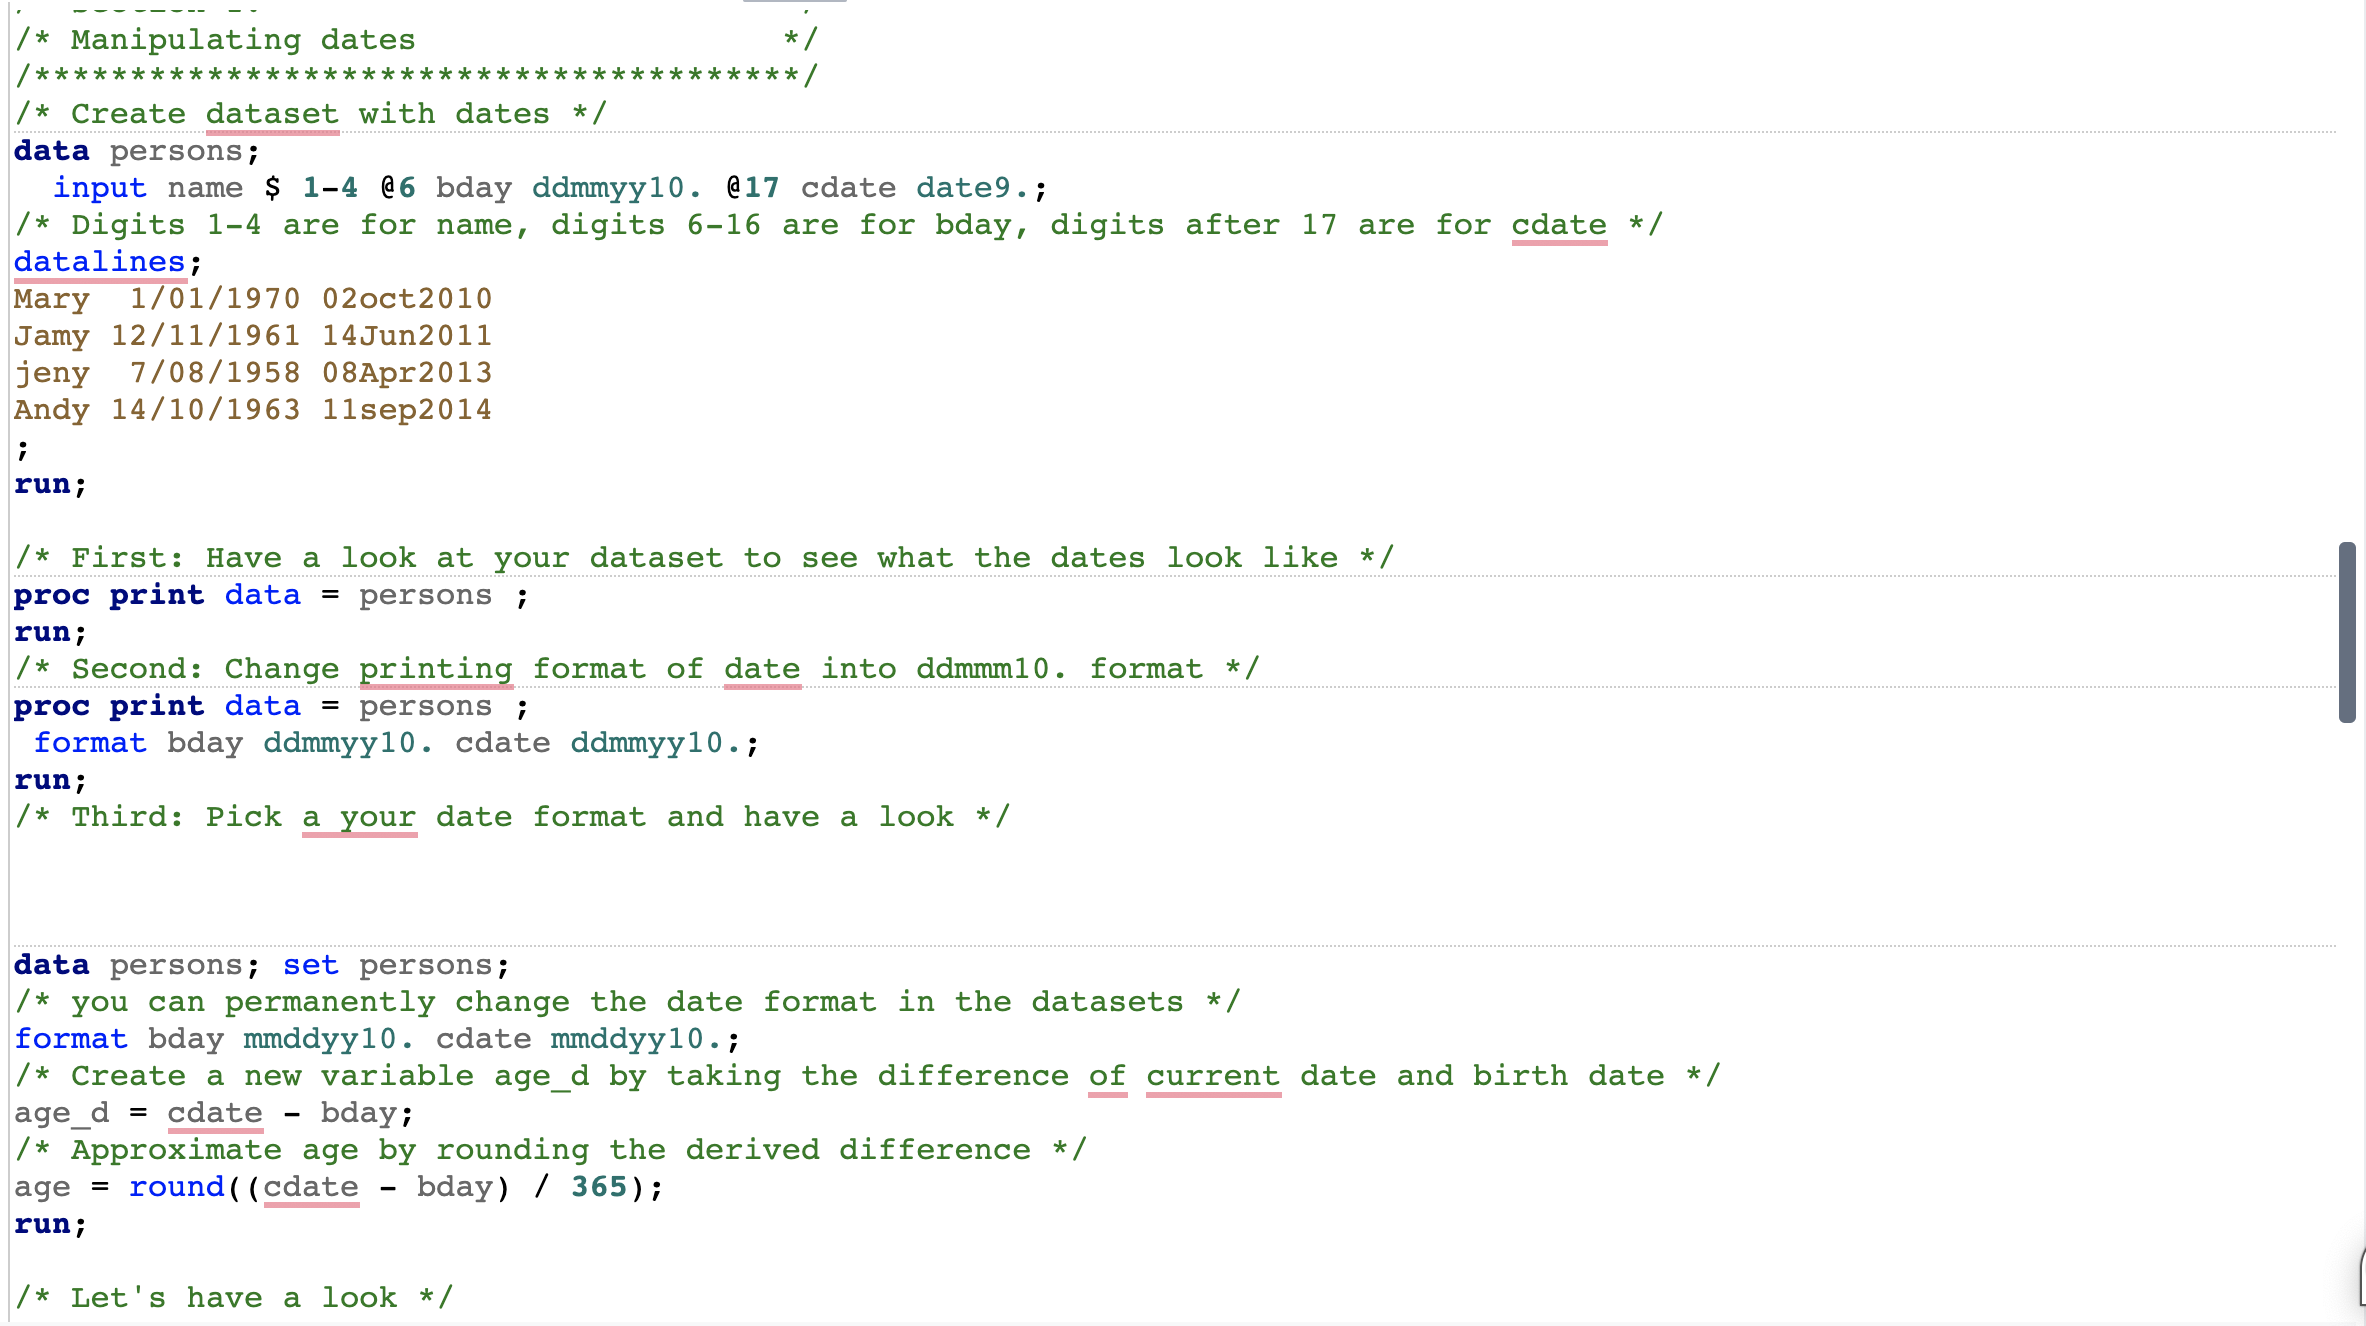 /* Manipulating dates                   */
/****************************************/
/* Create dataset with dates */
data persons;
  input name $ 1-4 @6 bday ddmmyy10. @17 cdate date9.;
/* Digits 1-4 are for name, digits 6-16 are for bday, digits after 17 are for cdate */
datalines;
Mary  1/01/1970 02oct2010
Jamy 12/11/1961 14Jun2011
jeny  7/08/1958 08Apr2013
Andy 14/10/1963 11sep2014
;
run;
/* First: Have a look at your dataset to see what the dates look like */
proc print data = persons ;
run;
/* Second: Change printing format of date into ddmmm10. format */
proc print data = persons ;
 format bday ddmmyy10. cdate ddmmyy10.;
run;
/* Third: Pick a your date format and have a look */
data persons; set persons;
/* you can permanently change the date format in the datasets */
format bday mmddyy10. cdate mmddyy10.;
/* Create a new variable age_d by taking the difference of current date and birth date */
age_d = cdate - bday;
/* Approximate age by rounding the derived difference */
age = round((cdate - bday) / 365);
run;
/* Let's have a look */